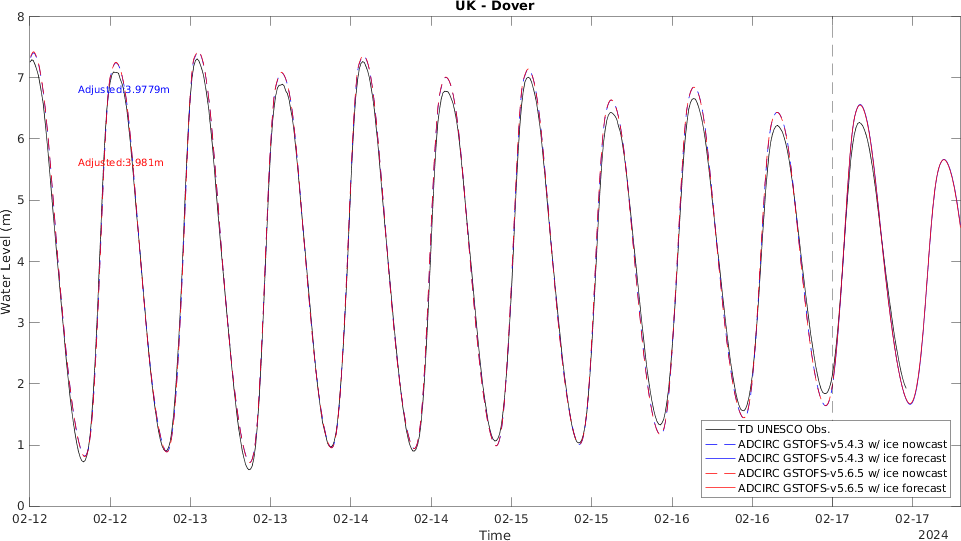 UK - Dover
8
7
6
5
4
3
2
1
0
Water Level (m)
Adjusted:3.9779m
Adjusted:3.981m
TD UNESCO Obs.
ADCIRC GSTOFS-v5.4.3 w/ ice nowcast
ADCIRC GSTOFS-v5.4.3 w/ ice forecast
ADCIRC GSTOFS-v5.6.5 w/ ice nowcast
ADCIRC GSTOFS-v5.6.5 w/ ice forecast
02-12 02-12 02-13 02-13 02-14 02-14 02-15 02-15 02-16 02-16 02-17 02-17
Time
2024